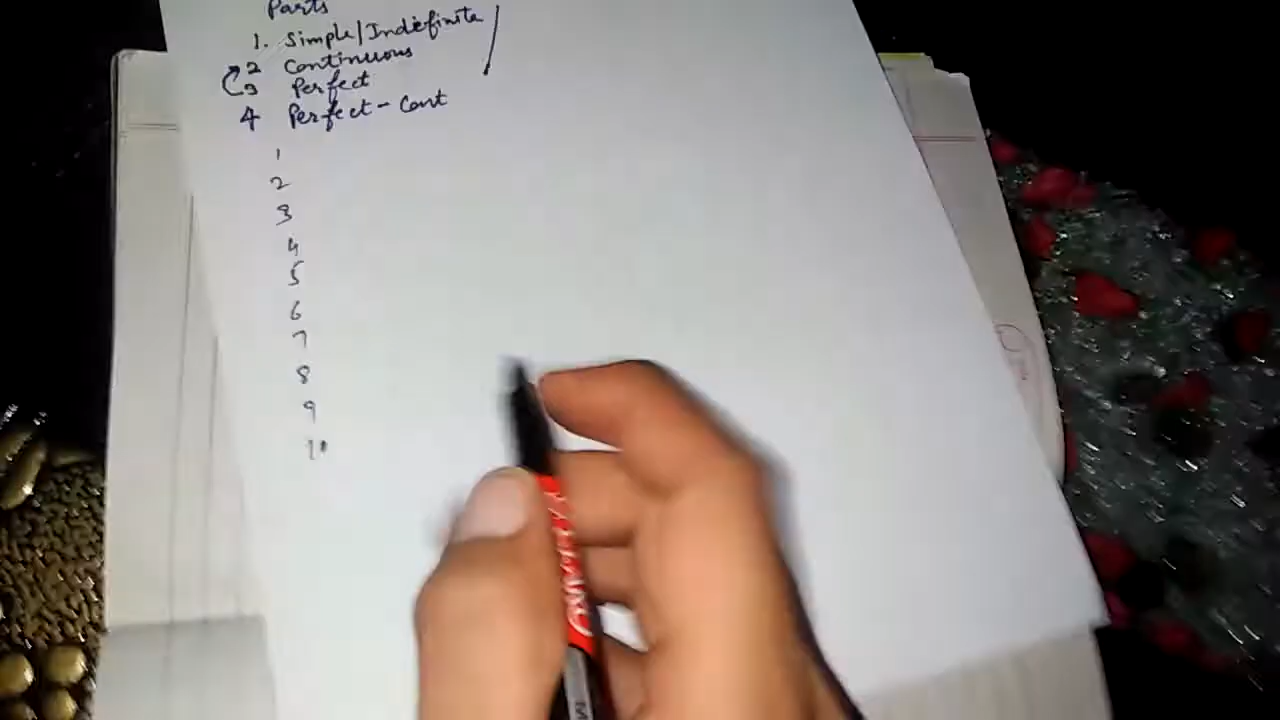 Parts
1. Simple/Indefinite
2 Continuous
3 Perfect
4 Perfect - Cont
1
2
3
4
5
6
7
8
9
10